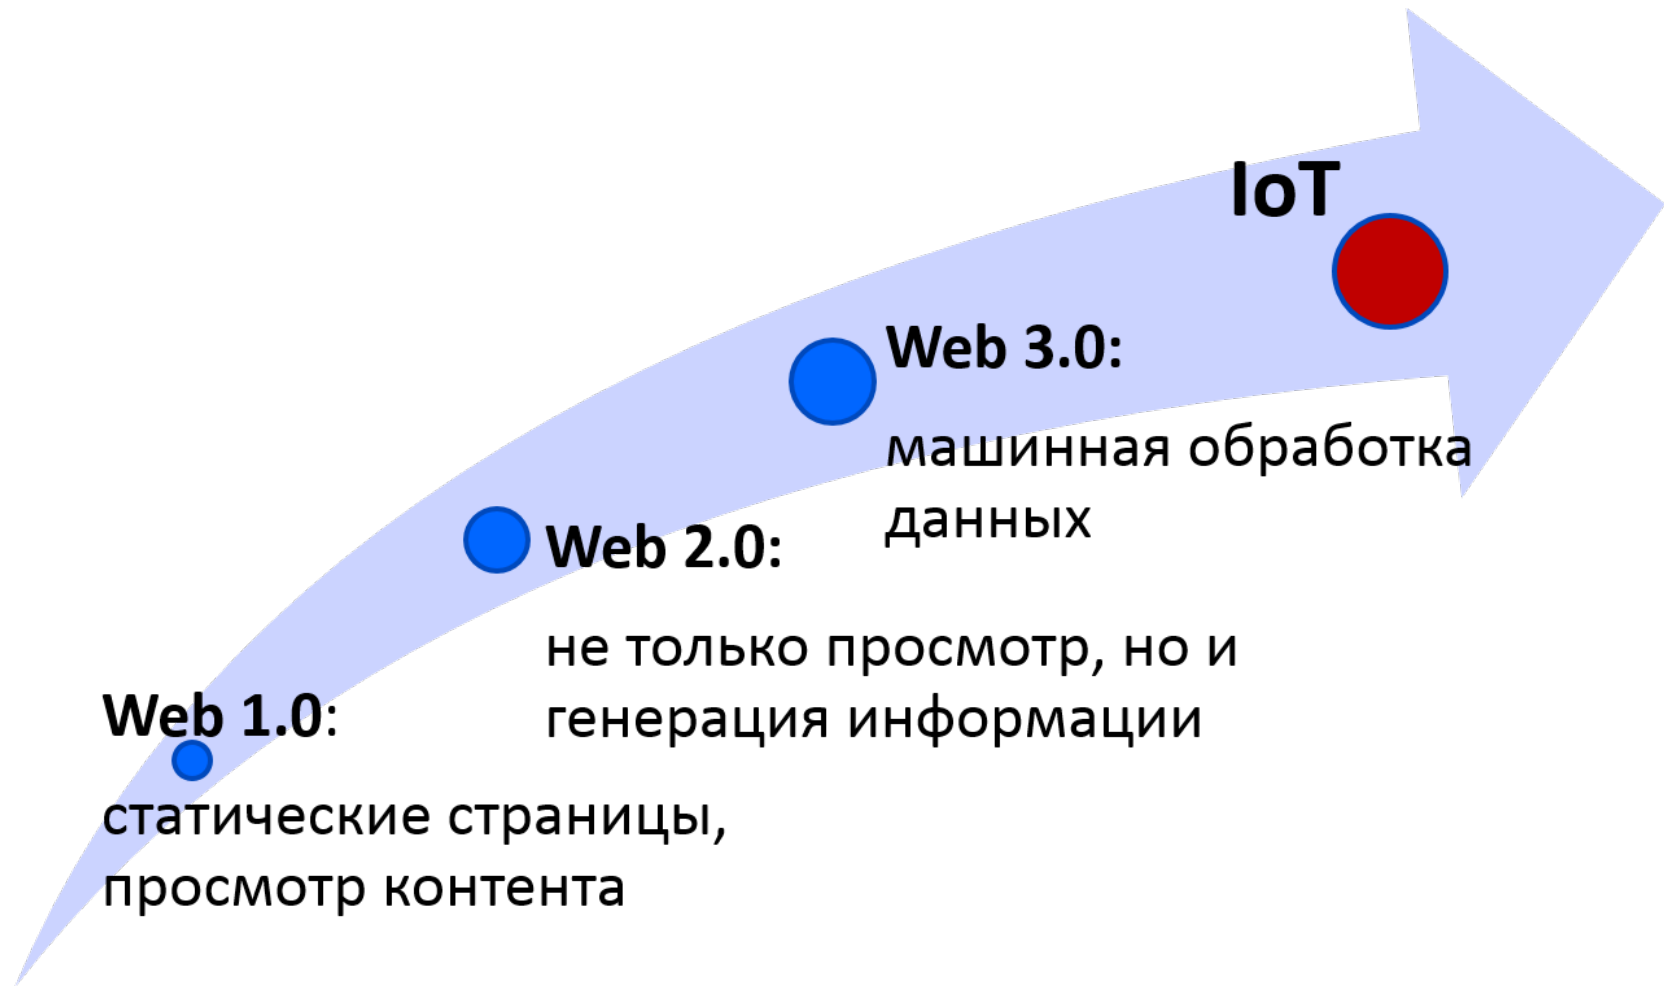 IoT
Web 3.0:
машинная обработка
данных
Web 2.0:
не только просмотр, но и
генерация информации
Web 1.0:
статические страницы,
просмотр контента